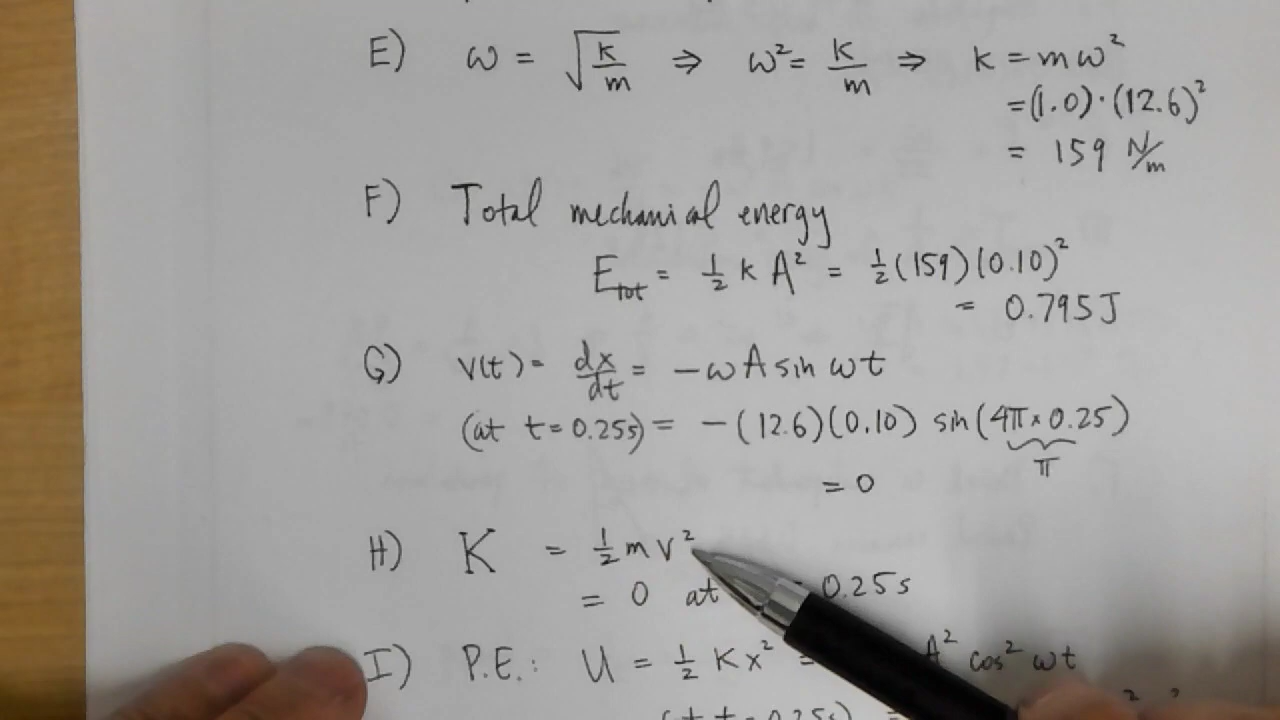 E) ω = √(k/m) ⇒ ω² = k/m ⇒ k = mω²
= (1.0)·(12.6)²
= 159 N/m
F) Total mechanical energy
E_tot = ½ k A² = ½ (159)(0.10)²
= 0.795 J
G) v(t) = dx/dt = -ωA sin ωt
(at t=0.25s) = -(12.6)(0.10) sin(4π×0.25)
π
= 0
H) K = ½ m v²
= 0 at 0.25s
I) P.E.: U = ½ K x² = A² cos² ωt